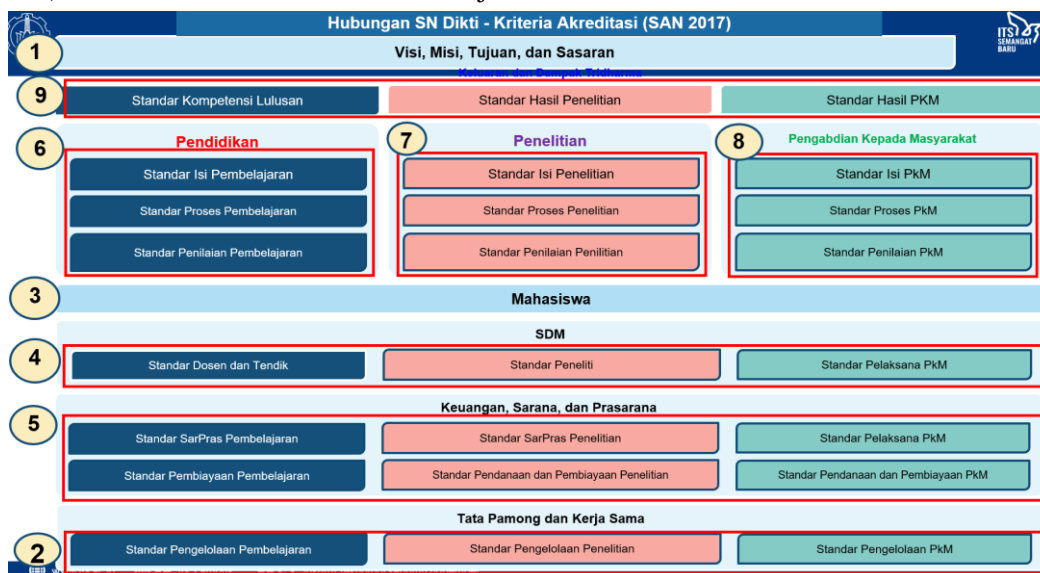 Hubungan SN Dikti - Kriteria Akreditasi (SAN 2017)
ITS
SEMANGAT
BARU
1
Visi, Misi, Tujuan, dan Sasaran
Keluaran dan Dampak Tridharma
9
Standar Kompetensi Lulusan
Standar Hasil Penelitian
Standar Hasil PKM
6
Pendidikan
7
Penelitian
8
Pengabdian Kepada Masyarakat
Standar Isi Pembelajaran
Standar Isi Penelitian
Standar Isi PkM
Standar Proses Pembelajaran
Standar Proses Penelitian
Standar Proses PkM
Standar Penilaian Pembelajaran
Standar Penilaian Penilitian
Standar Penilaian PkM
3
Mahasiswa
SDM
4
Standar Dosen dan Tendik
Standar Peneliti
Standar Pelaksana PkM
Keuangan, Sarana, dan Prasarana
5
Standar SarPras Pembelajaran
Standar SarPras Penelitian
Standar Pelaksana PkM
Standar Pembiayaan Pembelajaran
Standar Pendanaan dan Pembiayaan Penelitian
Standar Pendanaan dan Pembiayaan PkM
Tata Pamong dan Kerja Sama
2
Standar Pengelolaan Pembelajaran
Standar Pengelolaan Penelitian
Standar Pengelolaan PkM